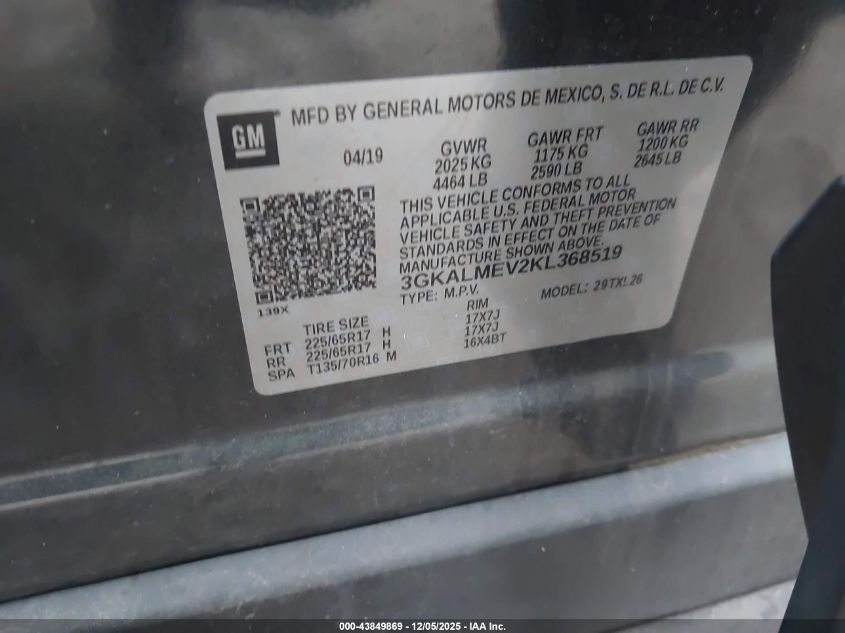 GM
MFD BY GENERAL MOTORS DE MEXICO, S. DE R.L. DE C.V.
04/19
GVWR
2025 KG
4464 LB
GAWR FRT
1175 KG
2590 LB
GAWR RR
1200 KG
2645 LB
THIS VEHICLE CONFORMS TO ALL
APPLICABLE U.S. FEDERAL MOTOR
VEHICLE SAFETY AND THEFT PREVENTION
STANDARDS IN EFFECT ON THE DATE OF
MANUFACTURE SHOWN ABOVE.
3GKALMEV2KL368519
TYPE: M.P.V. MODEL: 29TXL26
139X
TIRE SIZE RIM
FRT 225/65R17 H 17X7J
RR 225/65R17 H 17X7J
SPA T135/70R16 M 16X4BT
000-43849869 | 12/05/2025 - IAA Inc.